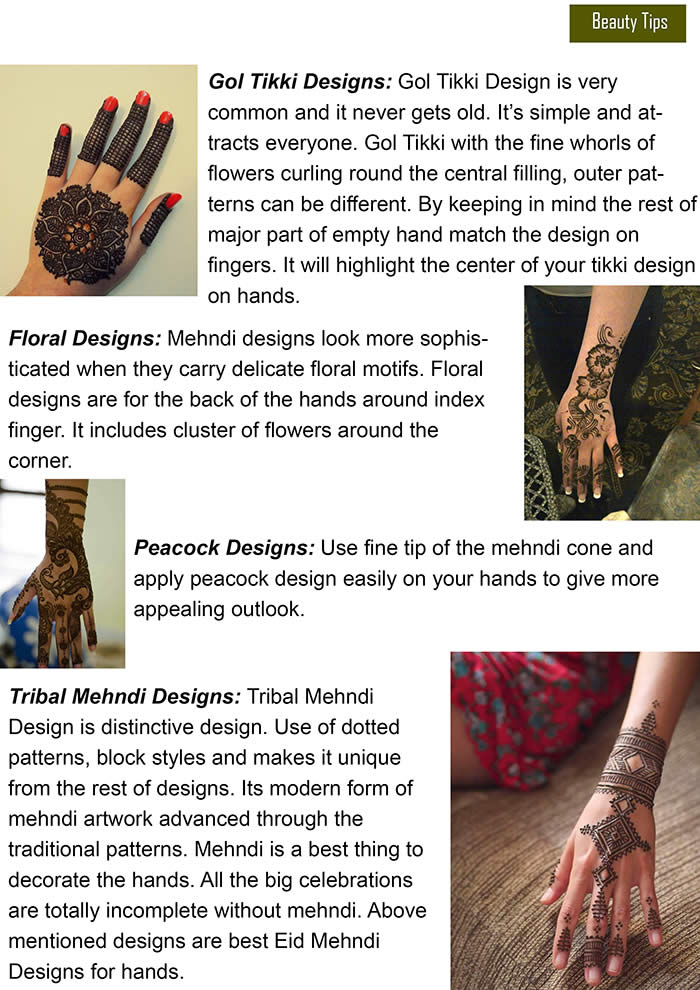 Beauty Tips
Gol Tikki Designs: Gol Tikki Design is very
common and it never gets old. It’s simple and at-
tracts everyone. Gol Tikki with the fine whorls of
flowers curling round the central filling, outer pat-
terns can be different. By keeping in mind the rest of
major part of empty hand match the design on
fingers. It will highlight the center of your tikki design
on hands.
Floral Designs: Mehndi designs look more sophis-
ticated when they carry delicate floral motifs. Floral
designs are for the back of the hands around index
finger. It includes cluster of flowers around the
corner.
Peacock Designs: Use fine tip of the mehndi cone and
apply peacock design easily on your hands to give more
appealing outlook.
Tribal Mehndi Designs: Tribal Mehndi
Design is distinctive design. Use of dotted
patterns, block styles and makes it unique
from the rest of designs. Its modern form of
mehndi artwork advanced through the
traditional patterns. Mehndi is a best thing to
decorate the hands. All the big celebrations
are totally incomplete without mehndi. Above
mentioned designs are best Eid Mehndi
Designs for hands.